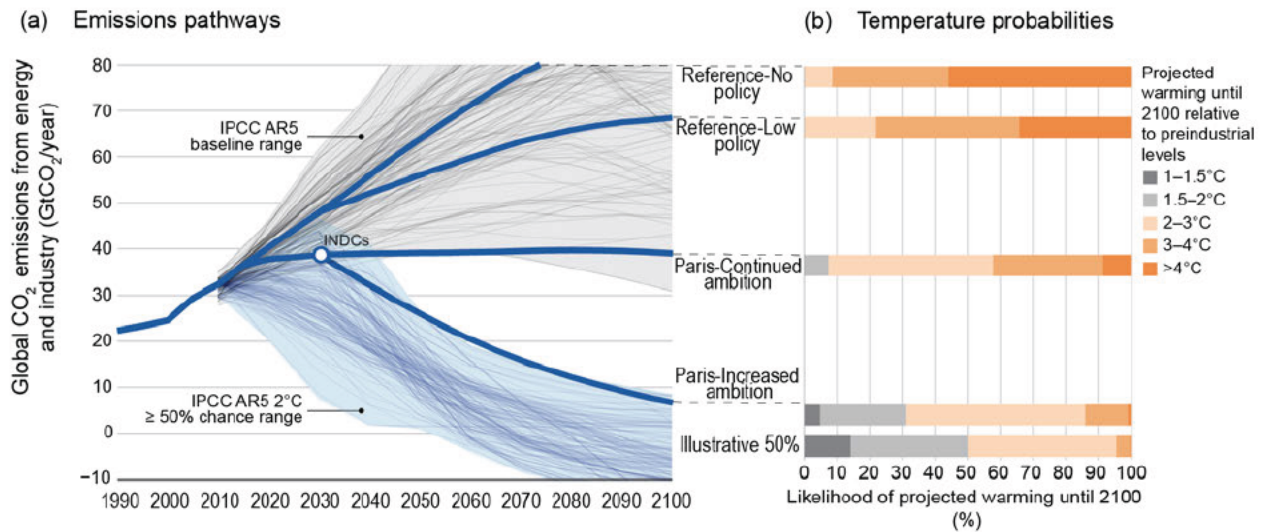 (a) Emissions pathways
Global CO2 emissions from energy
and industry (GtCO2/year)
80
70
60
50
40
30
20
10
0
−10
1990 2000 2010 2020 2030 2040 2050 2060 2070 2080 2090 2100
IPCC AR5
baseline range
INDCs
IPCC AR5 2°C
≥ 50% chance range
Reference-No
policy
Reference-Low
policy
Paris-Continued
ambition
Paris-Increased
ambition
Illustrative 50%
(b) Temperature probabilities
0 10 20 30 40 50 60 70 80 90 100
Likelihood of projected warming until 2100
(%)
Projected
warming until
2100 relative
to preindustrial
levels
1–1.5°C
1.5–2°C
2–3°C
3–4°C
>4°C